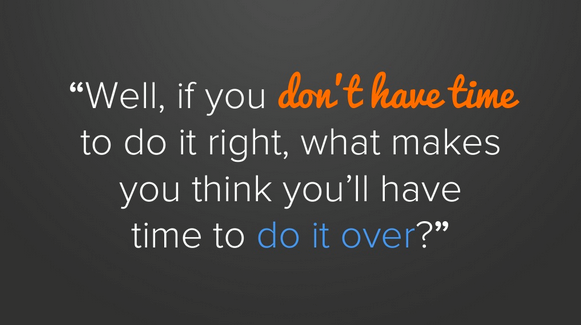 “Well, if you don't have time
to do it right, what makes
you think you’ll have
time to do it over?”